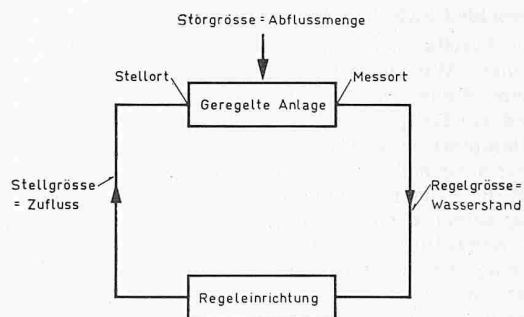 Störgrösse = Abflussmenge
Stellort
Messort
Geregelte Anlage
Stellgrösse
= Zufluss
Regelgrösse =
Wasserstand
Regeleinrichtung